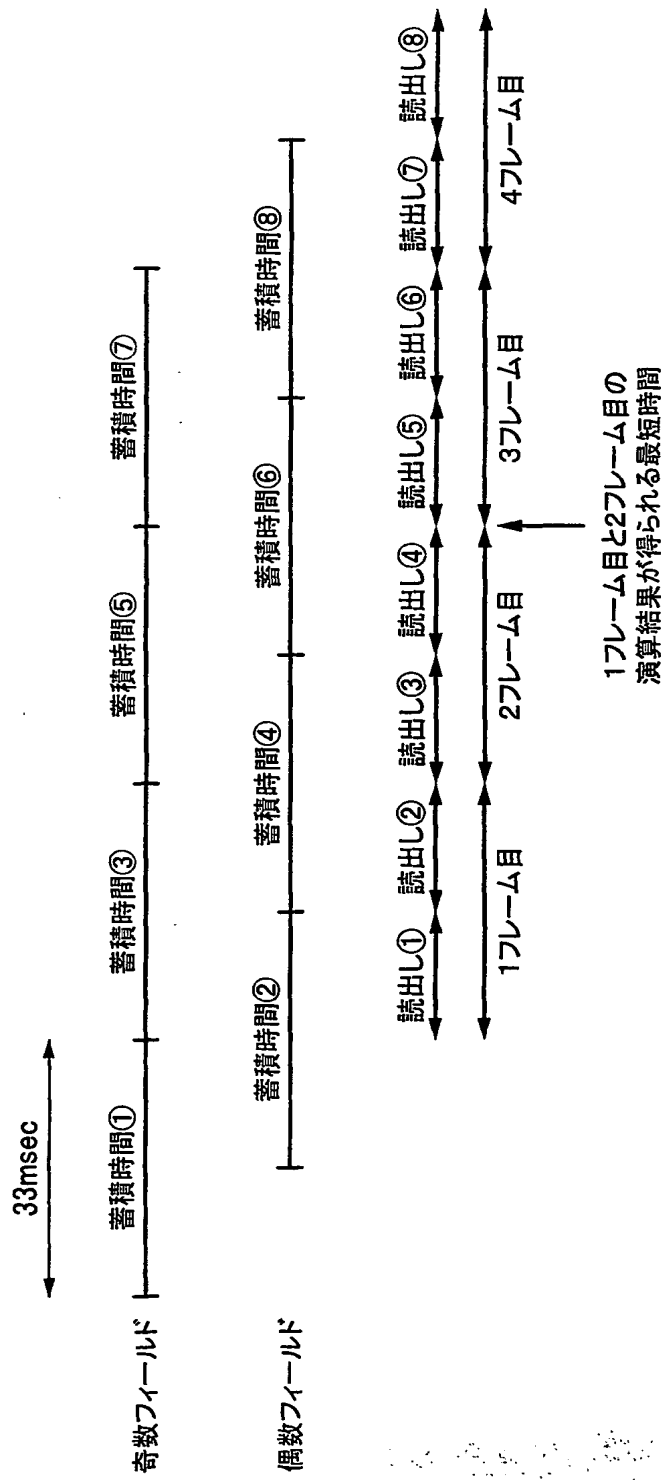 33msec
奇数フィールド
蓄積時間①
蓄積時間③
蓄積時間⑤
蓄積時間⑦
偶数フィールド
蓄積時間②
蓄積時間④
蓄積時間⑥
蓄積時間⑧
読出し①
読出し②
読出し③
読出し④
読出し⑤
読出し⑥
読出し⑦
読出し⑧
1フレーム目
2フレーム目
3フレーム目
4フレーム目
1フレーム目と2フレーム目の
演算結果が得られる最短時間